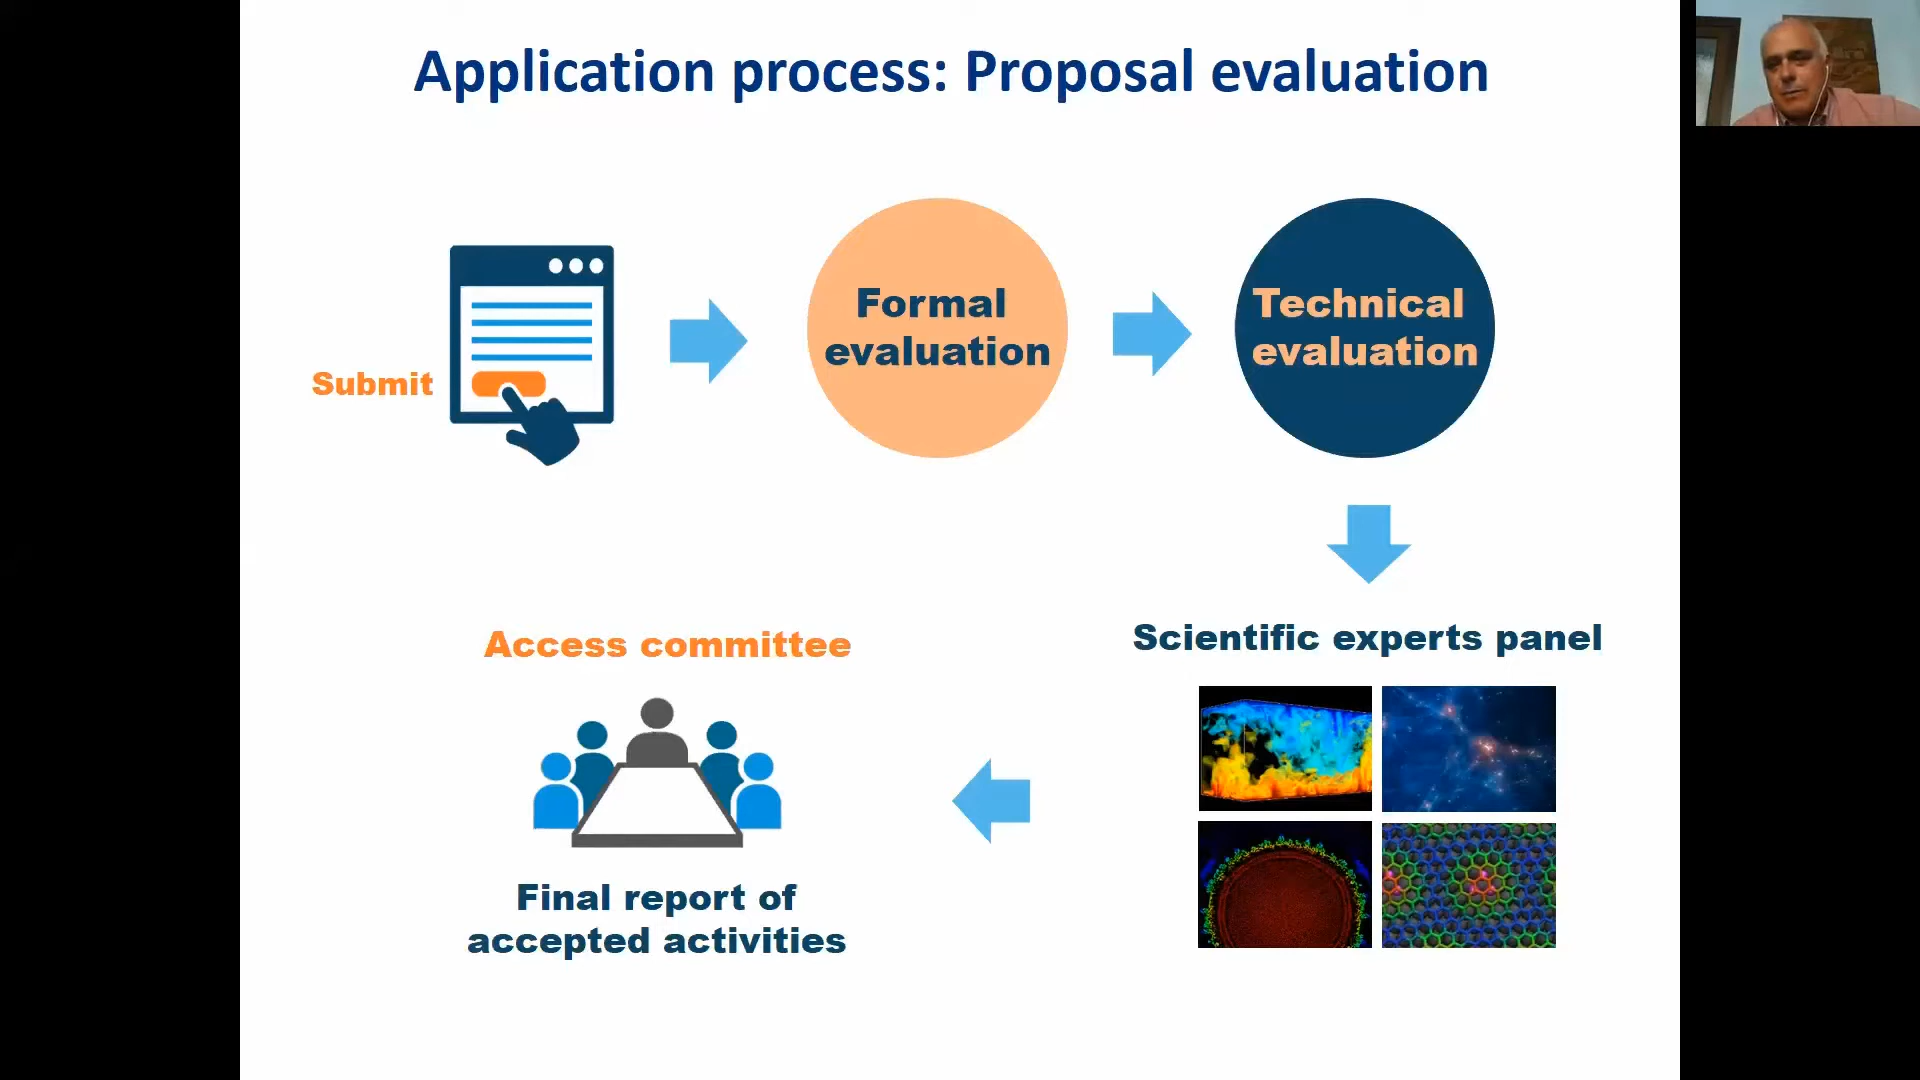 Application process: Proposal evaluation
Submit
Formal
evaluation
Technical
evaluation
Scientific experts panel
Access committee
Final report of
accepted activities